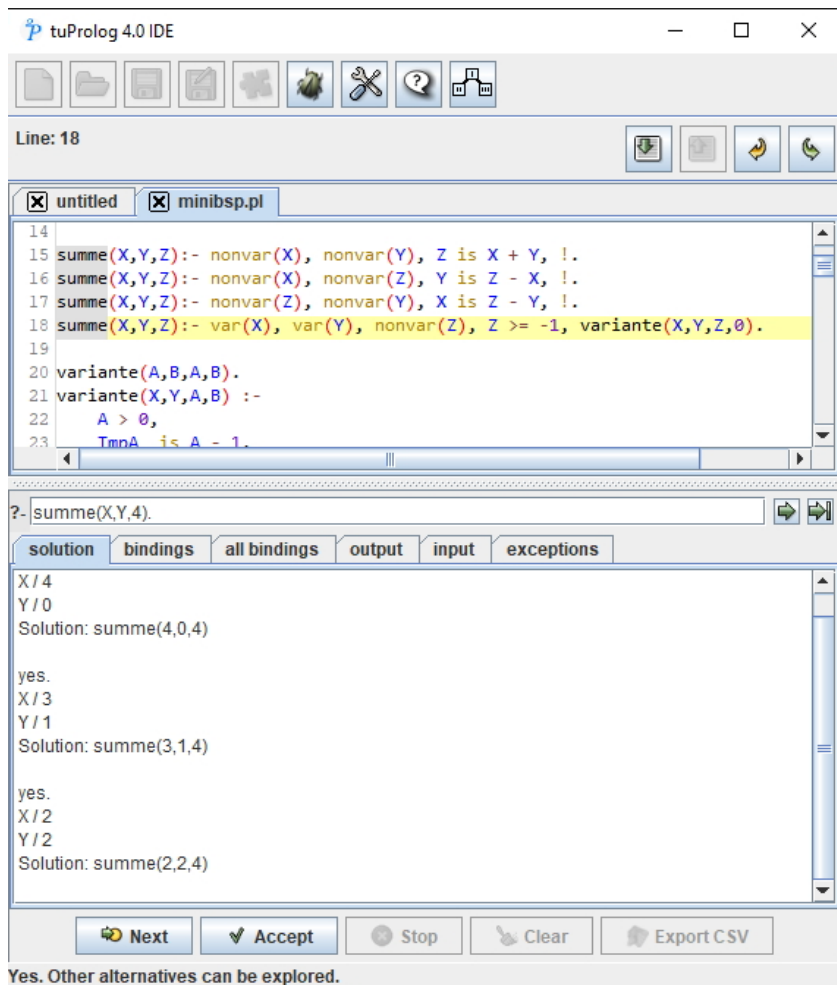 tuProlog 4.0 IDE
Line: 18
untitled minibsp.pl
14
15 summe(X,Y,Z):- nonvar(X), nonvar(Y), Z is X + Y, !.
16 summe(X,Y,Z):- nonvar(X), nonvar(Z), Y is Z - X, !.
17 summe(X,Y,Z):- nonvar(Z), nonvar(Y), X is Z - Y, !.
18 summe(X,Y,Z):- var(X), var(Y), nonvar(Z), Z >= -1, variante(X,Y,Z,0).
19
20 variante(A,B,A,B).
21 variante(X,Y,A,B) :-
22 A > 0,
23 TmpA is A - 1,
?- summe(X,Y,4).
solution bindings all bindings output input exceptions
X / 4
Y / 0
Solution: summe(4,0,4)
yes.
X / 3
Y / 1
Solution: summe(3,1,4)
yes.
X / 2
Y / 2
Solution: summe(2,2,4)
Next Accept Stop Clear Export CSV
Yes. Other alternatives can be explored.